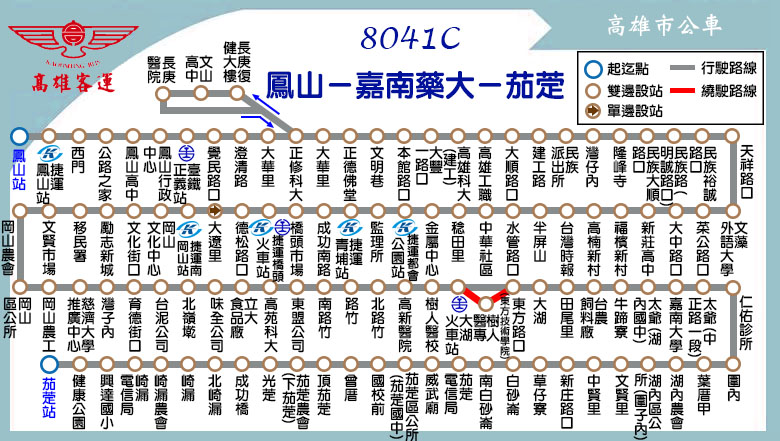 KAOHSIUNG BUS
高雄客運
8041C
鳳山－嘉南藥大－茄萣
高雄市公車
起迄點
行駛路線
雙邊設站
繞駛路線
單邊設站
長庚醫院
文山高中
長庚復健大樓
鳳山站
捷運鳳山站
西門
公路之家
鳳山高中
鳳山行政中心
臺鐵正義站
覺民路口
澄清路
大華里
正修科大
大華里
正德佛堂
文明巷
本館路口
大豐一路口
高雄科大(建工)
高雄工職
大順路口
建工路
民族派出所
灣仔內
隆峰寺
民族大順路口
民族路(明誠路口)
民族裕誠路口
天祥路口
文藻外語大學
菜公路口
大中路口
新莊高中
福檳新村
高楠新村
台灣時報
半屏山
水管路口
中華社區
稔田里
金屬中心
捷運都會公園站
監理所
捷運青埔站
成功南路
橋頭市場
捷運橋頭火車站
德松路口
大遼里
捷運南岡山站
岡山文化中心
文化街口
勵志新城
移民署
文賢市場
岡山農會
岡山區公所
岡山農工
慈濟大學推廣中心
灣子內
育德街口
台泥公司
北嶺墘
味全公司
立大食品廠
高苑科大
東盟公司
南路竹
路竹
北路竹
高新醫院
樹人醫校
大湖火車站
樹人醫專
東方技術學院
東方路口
大湖
田尾里
台農飼料廠
牛蹄寮
太爺(湖內國中)
嘉南大學
太爺(中正路一段)
仁佑診所
圍內
葉厝甲
湖內農會
湖內區公所(圍子內)
文賢里
中賢里
新庄路口
草仔寮
白砂崙
南白砂崙
茄萣電信局
威武廟
茄萣區公所(茄萣國中)
國校前
曾厝
頂茄萣
茄萣農會(下茄萣)
光萣
成功橋
北崎漏
崎漏
崎漏農會
崎漏電信局
興達國小
健康公園
茄萣站